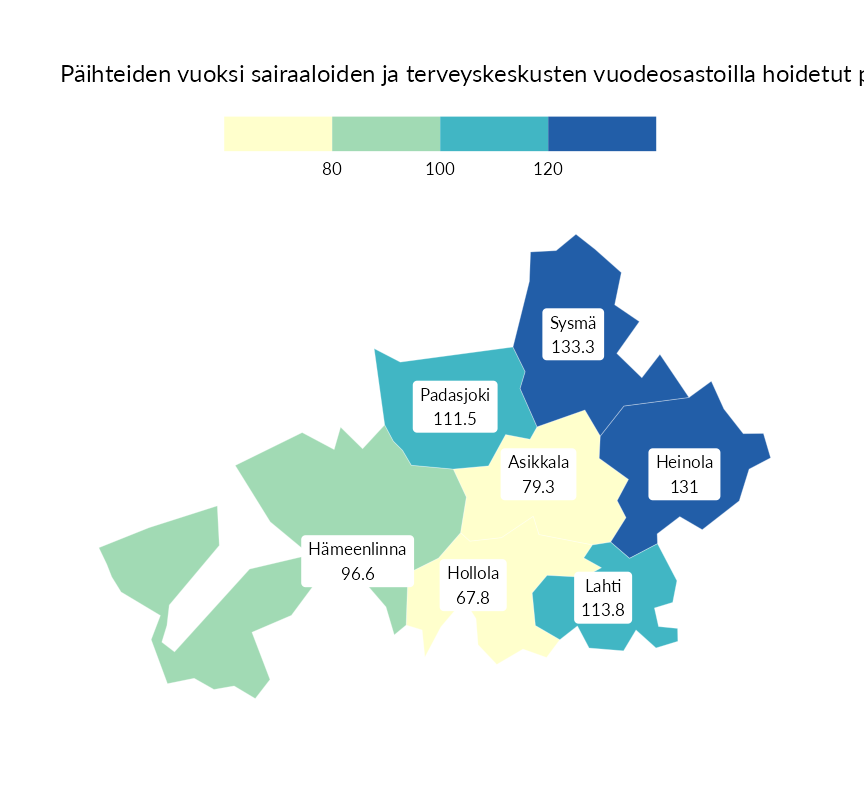 Päihteiden vuoksi sairaaloiden ja terveyskeskusten vuodeosastoilla hoidetut
80 100 120
Sysmä
133.3
Padasjoki
111.5
Asikkala
79.3
Heinola
131
Hämeenlinna
96.6
Hollola
67.8
Lahti
113.8